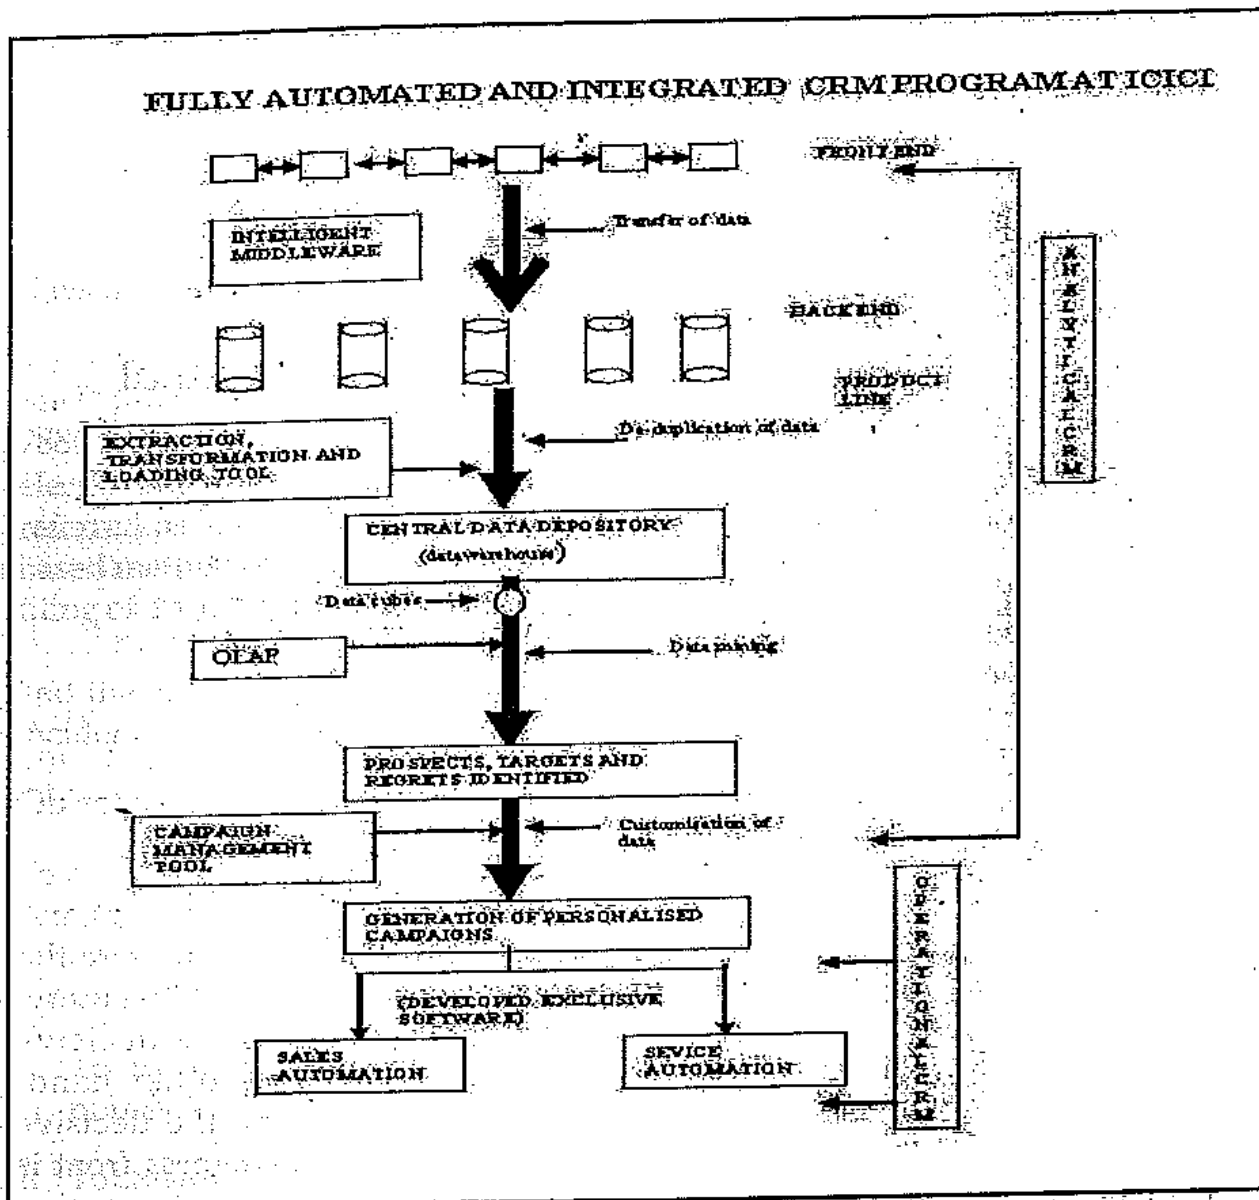 FULLY AUTOMATED AND INTEGRATED CRM PROGRAM AT ICICI
FRONT END
Transfer of data
INTELLIGENT
MIDDLEWARE
BACK END
PRODUCT
LINE
De-duplication of data
EXTRACTION,
TRANSFORMATION AND
LOADING TOOL
CENTRAL DATA DEPOSITORY
(datawarehouse)
Data cubes
OLAP
Data mining
PROSPECTS, TARGETS AND
REGRETS IDENTIFIED
CAMPAIGN
MANAGEMENT
TOOL
Customisation of
data
GENERATION OF PERSONALISED
CAMPAIGNS
(DEVELOPED EXCLUSIVE
SOFTWARE)
SALES
AUTOMATION
SEVICE
AUTOMATION
ANALYTICAL CRM
OPERATIONAL CRM